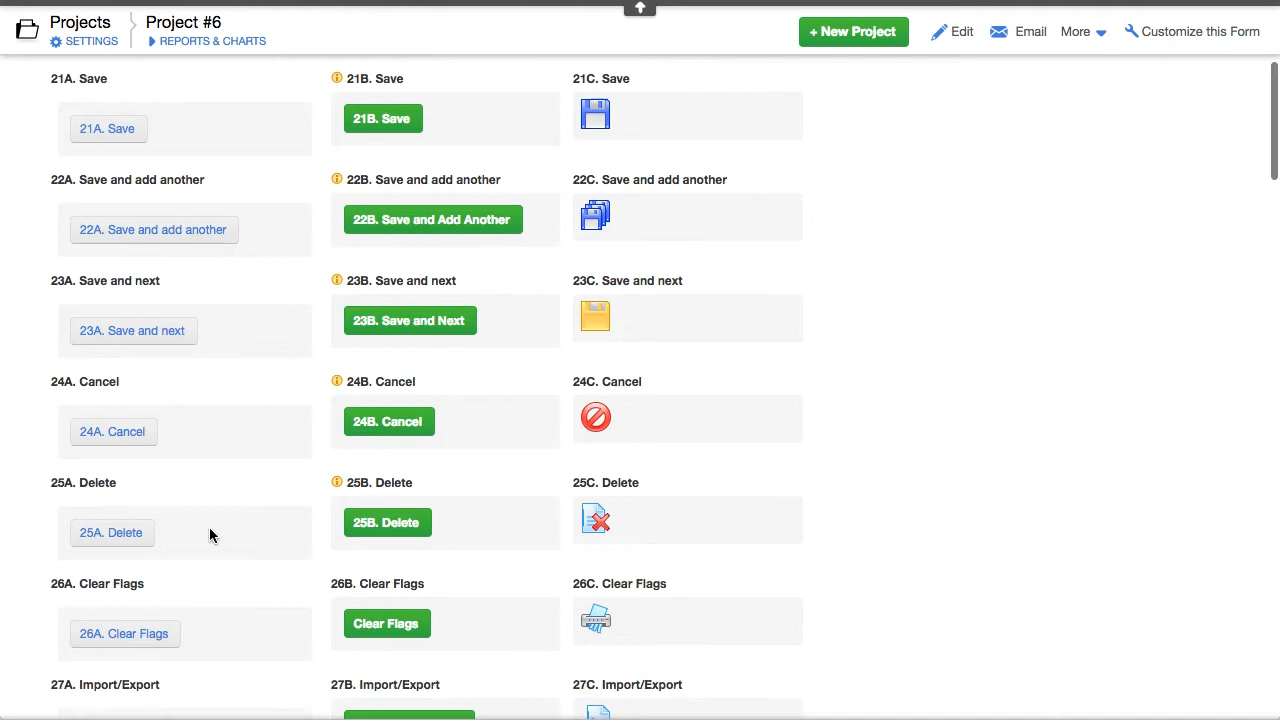 Projects
SETTINGS
Project #6
REPORTS & CHARTS
+ New Project
Edit
Email
More
Customize this Form
21A. Save
21B. Save
21C. Save
21A. Save
21B. Save
22A. Save and add another
22B. Save and add another
22C. Save and add another
22A. Save and add another
22B. Save and Add Another
23A. Save and next
23B. Save and next
23C. Save and next
23A. Save and next
23B. Save and Next
24A. Cancel
24B. Cancel
24C. Cancel
24A. Cancel
24B. Cancel
25A. Delete
25B. Delete
25C. Delete
25A. Delete
25B. Delete
26A. Clear Flags
26B. Clear Flags
26C. Clear Flags
26A. Clear Flags
Clear Flags
27A. Import/Export
27B. Import/Export
27C. Import/Export